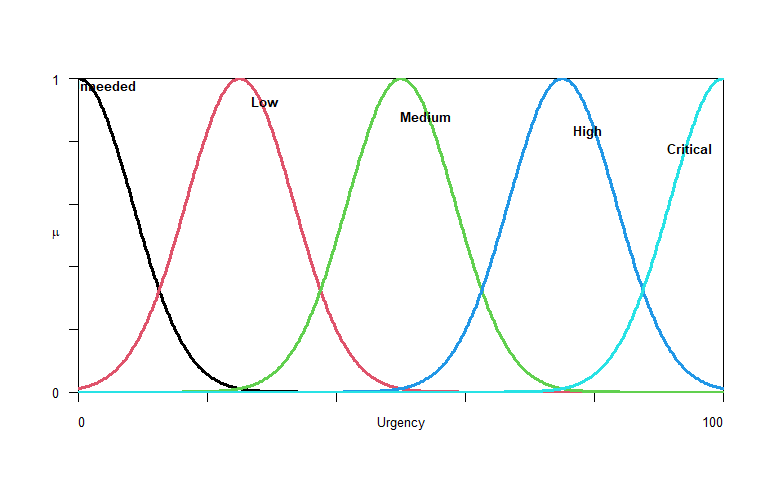 1
nneeded
Low
Medium
High
Critical
μ
0
0 Urgency 100